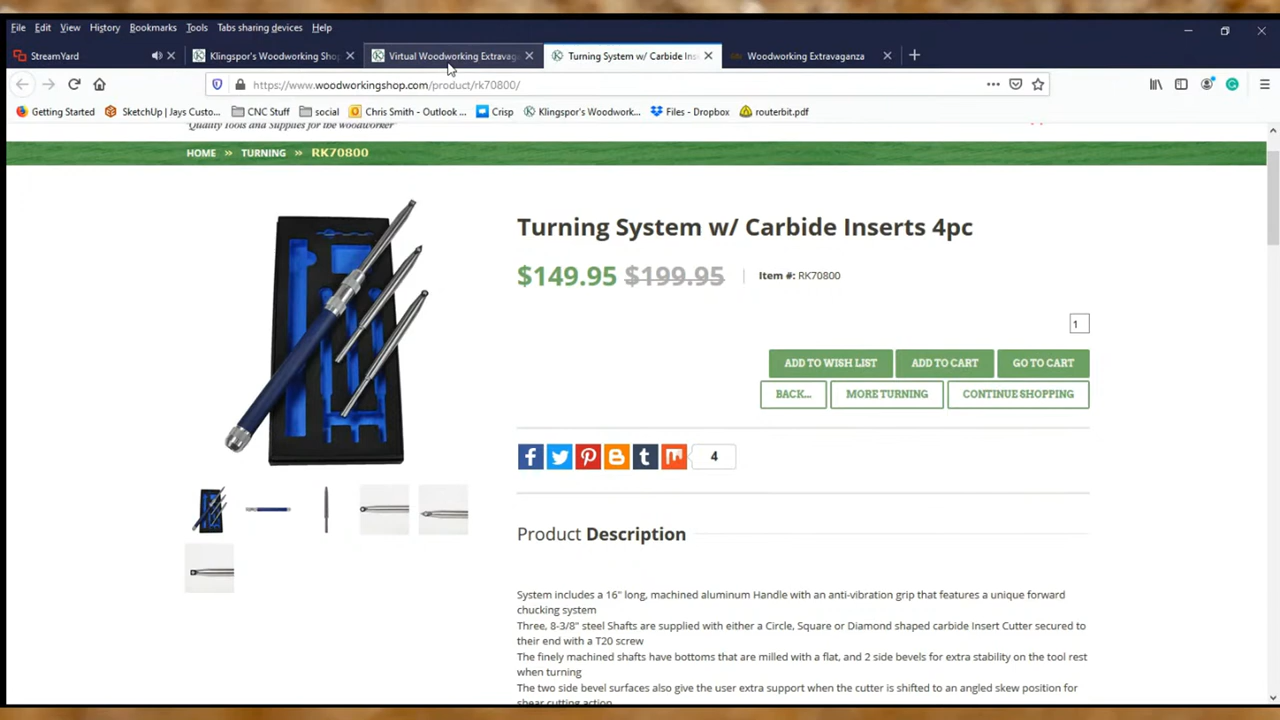 File Edit View History Bookmarks Tools Tabs sharing devices Help
StreamYard
Klingspor's Woodworking Sho
Virtual Woodworking Extravag
Turning System w/ Carbide Ins
Woodworking Extravaganza
https://www.woodworkingshop.com/product/rk70800/
Getting Started SketchUp | Jays Custo... CNC Stuff social Chris Smith - Outlook ... Crisp Klingspor's Woodwork... Files - Dropbox routerbit.pdf
"Quality Tools and Supplies for the Woodworker"
HOME » TURNING » RK70800
Turning System w/ Carbide Inserts 4pc
$149.95 $199.95 Item #: RK70800
1
ADD TO WISH LIST ADD TO CART GO TO CART
BACK... MORE TURNING CONTINUE SHOPPING
4
Product Description
System includes a 16" long, machined aluminum Handle with an anti-vibration grip that features a unique forward
chucking system
Three, 8-3/8" steel Shafts are supplied with either a Circle, Square or Diamond shaped carbide Insert Cutter secured to
their end with a T20 screw
The finely machined shafts have bottoms that are milled with a flat, and 2 side bevels for extra stability on the tool rest
when turning
The two side bevel surfaces also give the user extra support when the cutter is shifted to an angled skew position for
shear cutting action